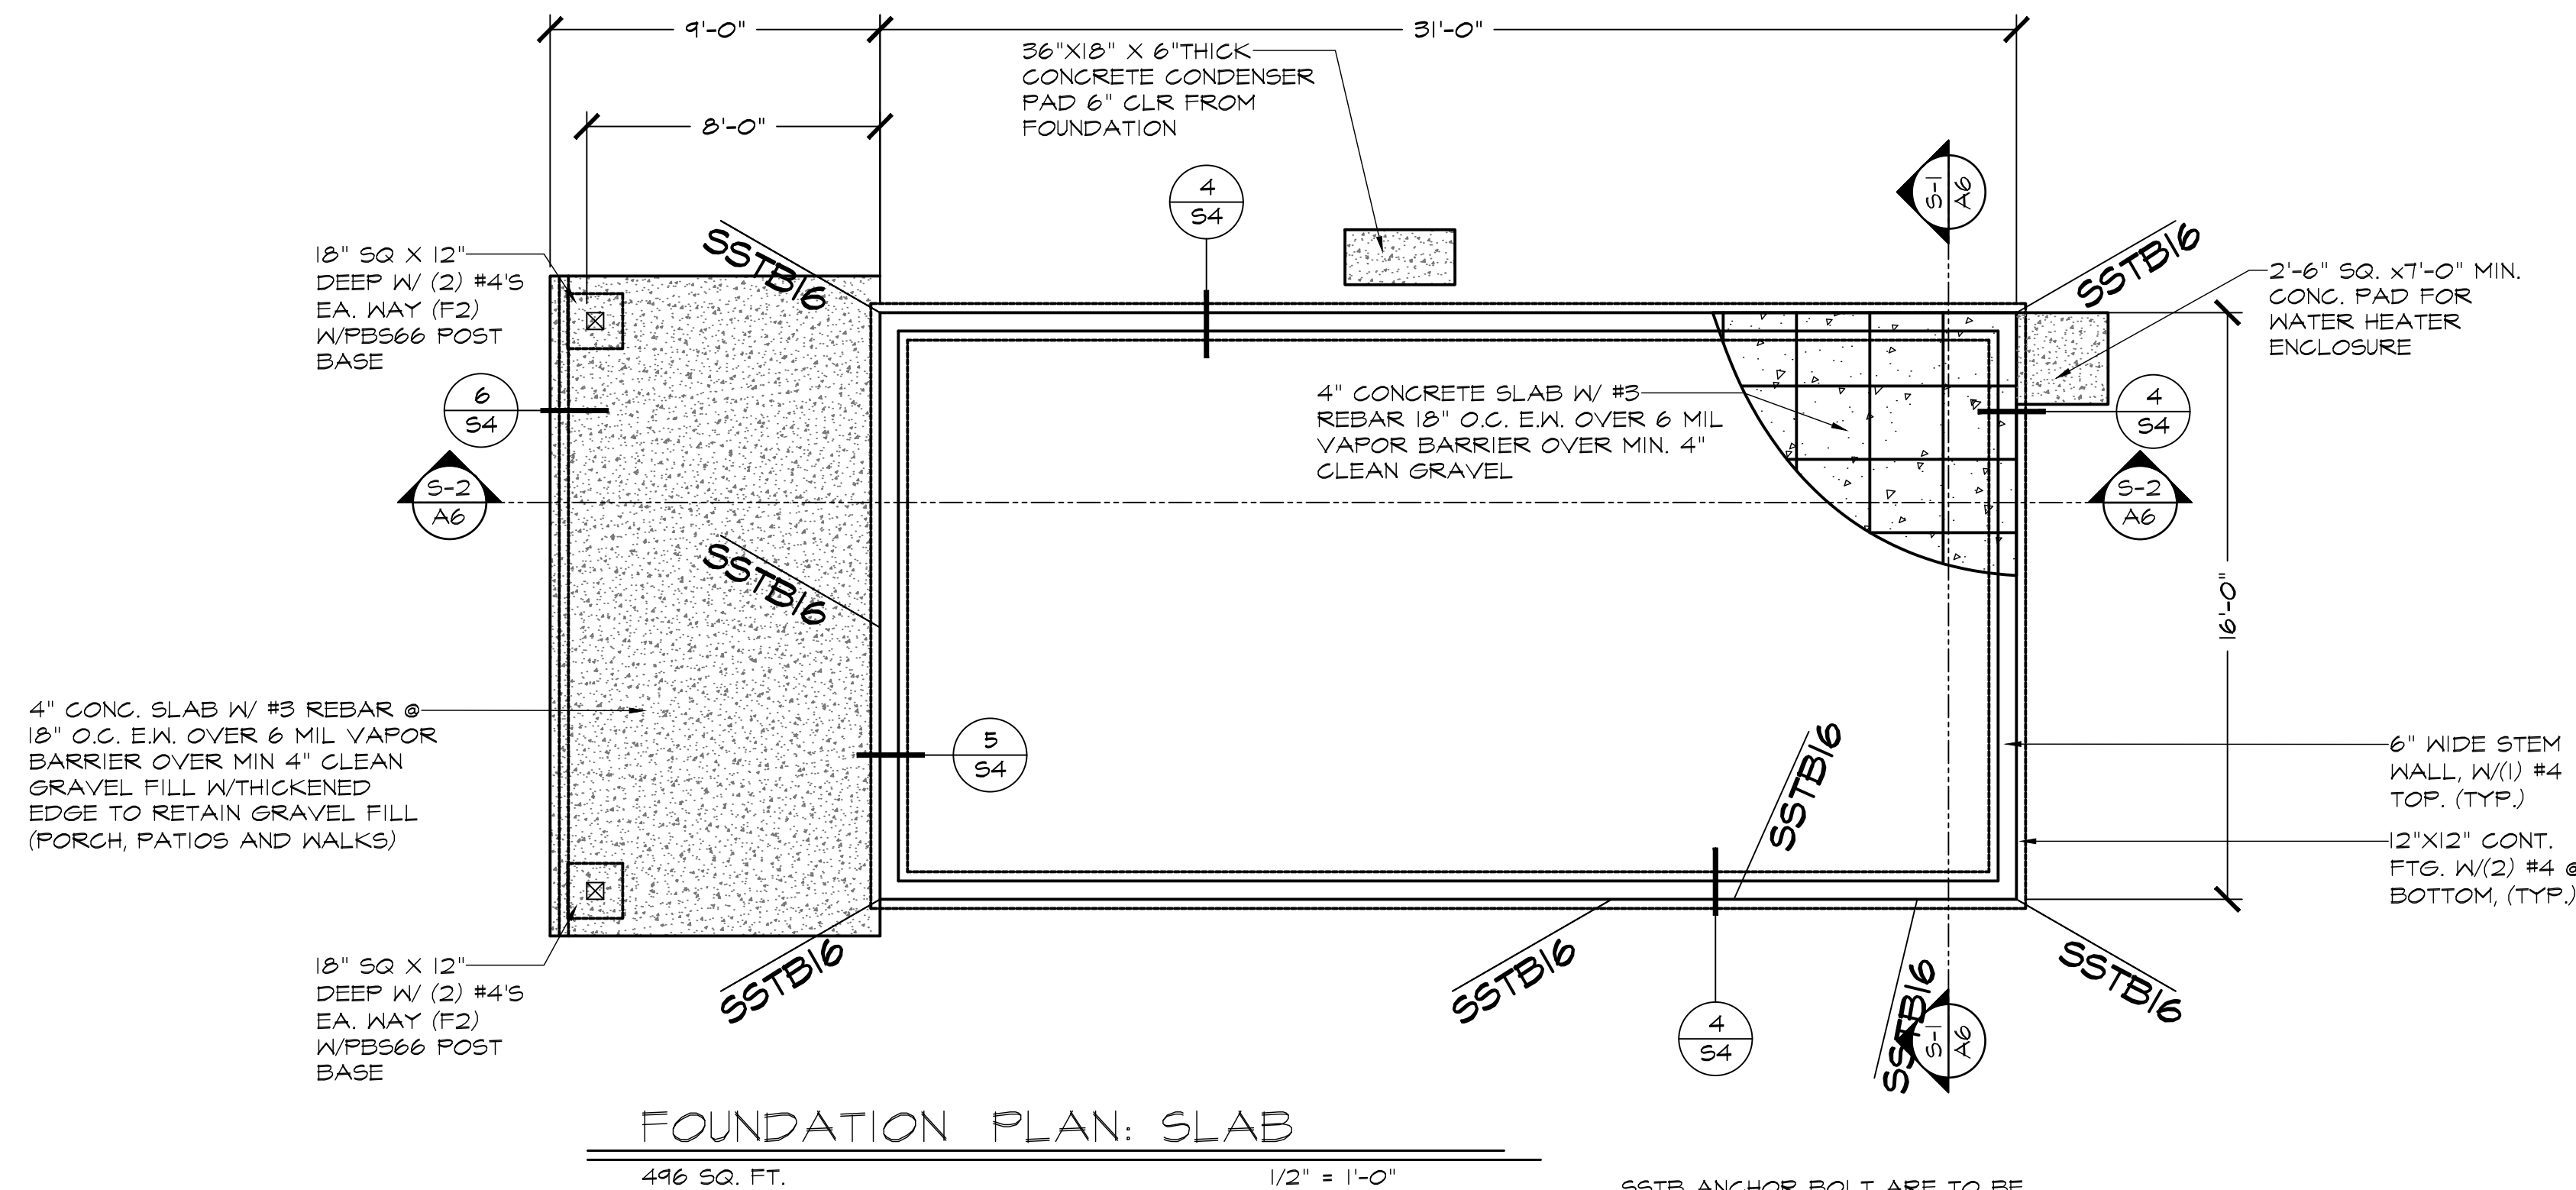 9'-0"
31'-0"
8'-0"
36"X18" X 6"THICK
CONCRETE CONDENSER
PAD 6" CLR FROM
FOUNDATION
4
S4
S-1
A6
SSTB16
SSTB16
18" SQ X 12"
DEEP W/ (2) #4'S
EA. WAY (F2)
W/PBS66 POST
BASE
2'-6" SQ. x7'-0" MIN.
CONC. PAD FOR
WATER HEATER
ENCLOSURE
6
S4
4" CONCRETE SLAB W/ #3
REBAR 18" O.C. E.W. OVER 6 MIL
VAPOR BARRIER OVER MIN. 4"
CLEAN GRAVEL
4
S4
S-2
A6
S-2
A6
SSTB16
16'-0"
4" CONC. SLAB W/ #3 REBAR @
18" O.C. E.W. OVER 6 MIL VAPOR
BARRIER OVER MIN 4" CLEAN
GRAVEL FILL W/THICKENED
EDGE TO RETAIN GRAVEL FILL
(PORCH, PATIOS AND WALKS)
5
S4
SSTB16
6" WIDE STEM
WALL, W/(1) #4
TOP. (TYP.)
12"X12" CONT.
FTG. W/(2) #4 @
BOTTOM, (TYP.)
18" SQ X 12"
DEEP W/ (2) #4'S
EA. WAY (F2)
W/PBS66 POST
BASE
SSTB16
SSTB16
4
S4
SSTB16
S-1
A6
SSTB16
FOUNDATION PLAN: SLAB
496 SQ. FT.
1/2" = 1'-0"
SSTB ANCHOR BOLT ARE TO BE